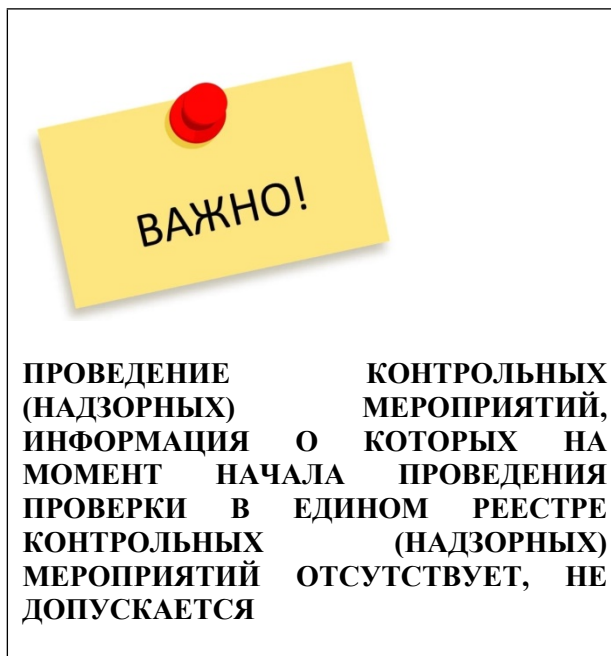 ВАЖНО!
ПРОВЕДЕНИЕ КОНТРОЛЬНЫХ
(НАДЗОРНЫХ) МЕРОПРИЯТИЙ,
ИНФОРМАЦИЯ О КОТОРЫХ НА
МОМЕНТ НАЧАЛА ПРОВЕДЕНИЯ
ПРОВЕРКИ В ЕДИНОМ РЕЕСТРЕ
КОНТРОЛЬНЫХ (НАДЗОРНЫХ)
МЕРОПРИЯТИЙ ОТСУТСТВУЕТ, НЕ
ДОПУСКАЕТСЯ